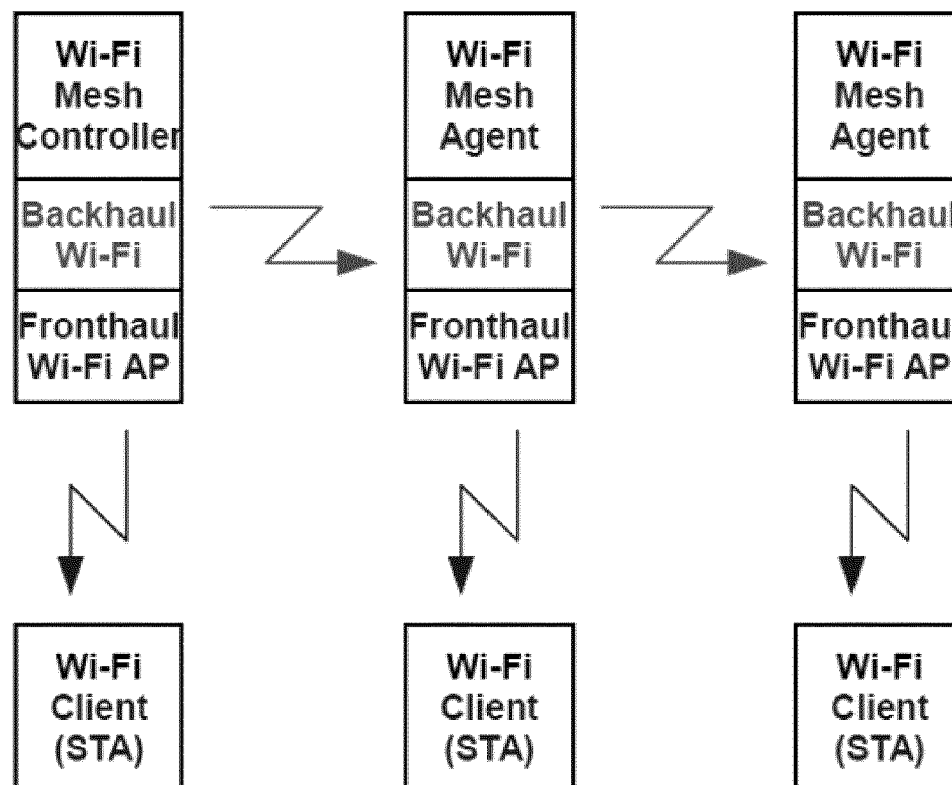 Wi-Fi
Mesh
Controller
Backhaul
Wi-Fi
Fronthaul
Wi-Fi AP
Wi-Fi
Mesh
Agent
Backhaul
Wi-Fi
Fronthaul
Wi-Fi AP
Wi-Fi
Mesh
Agent
Backhaul
Wi-Fi
Fronthaul
Wi-Fi AP
Wi-Fi
Client
(STA)
Wi-Fi
Client
(STA)
Wi-Fi
Client
(STA)